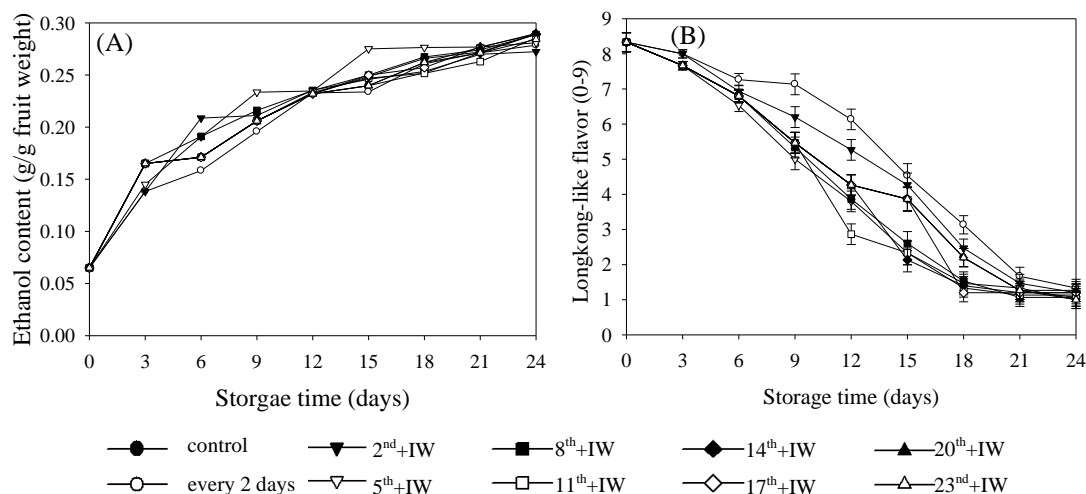 (A)
Ethanol content (g/g fruit weight)
0.30
0.25
0.20
0.15
0.10
0.05
0.00
0 3 6 9 12 15 18 21 24
Storgae time (days)
(B)
Longkong-like flavor (0-9)
9
8
7
6
5
4
3
2
1
0
0 3 6 9 12 15 18 21 24
Storage time (days)
control 2nd+IW 8th+IW 14th+IW 20th+IW
every 2 days 5th+IW 11th+IW 17th+IW 23nd+IW